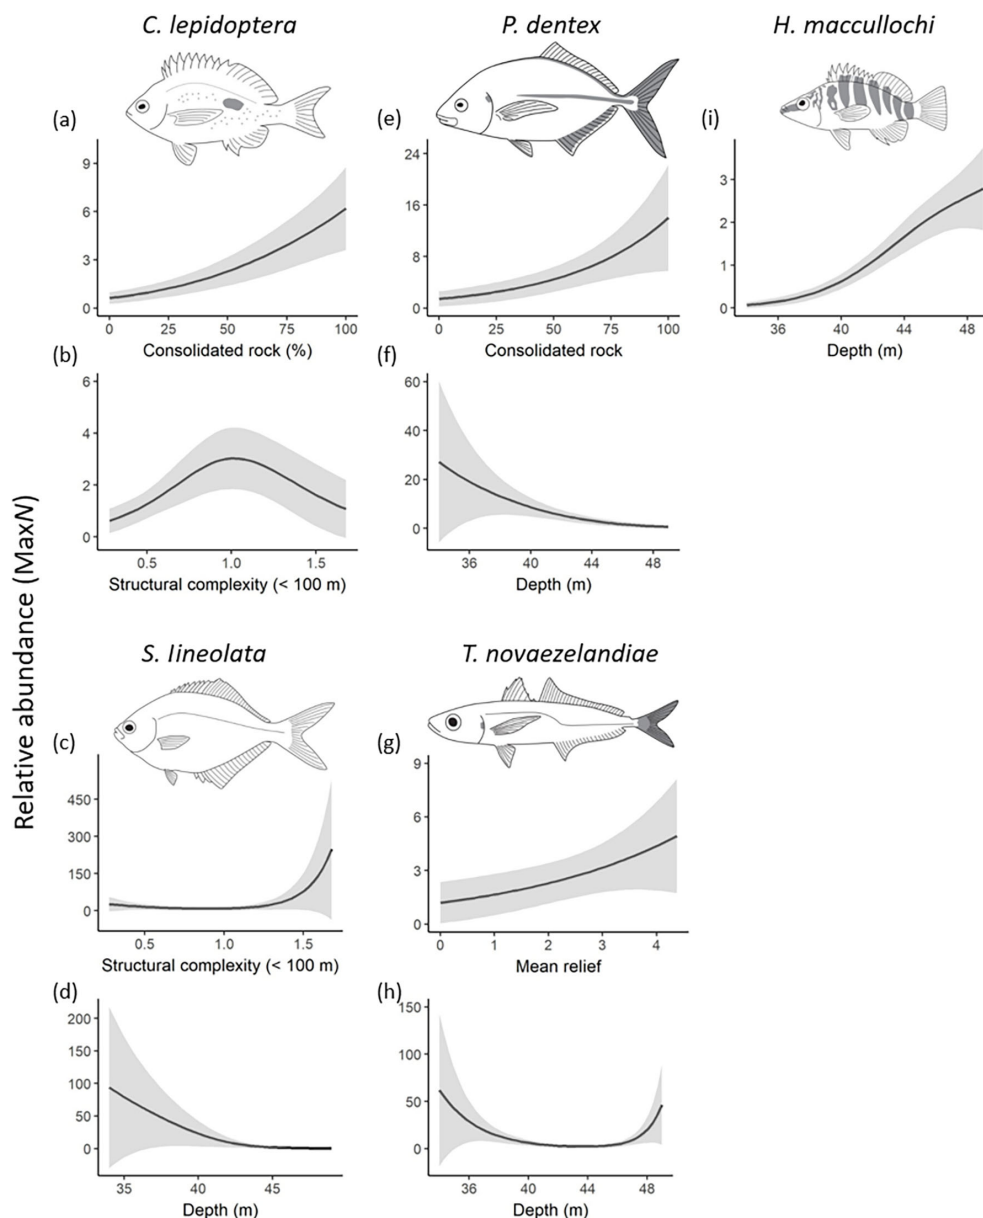 C. lepidoptera
P. dentex
H. maccullochi
(a)
(e)
(i)
9
6
3
0
0 25 50 75 100
Consolidated rock (%)
24
16
8
0
0 25 50 75 100
Consolidated rock
3
2
1
0
36 40 44 48
Depth (m)
(b)
(f)
6
4
2
0
0.5 1.0 1.5
Structural complexity (< 100 m)
60
40
20
0
36 40 44 48
Depth (m)
Relative abundance (MaxN)
S. lineolata
T. novaezelandiae
(c)
(g)
450
300
150
0
0.5 1.0 1.5
Structural complexity (< 100 m)
9
6
3
0
0 1 2 3 4
Mean relief
(d)
(h)
200
150
100
50
0
35 40 45
Depth (m)
150
100
50
0
36 40 44 48
Depth (m)